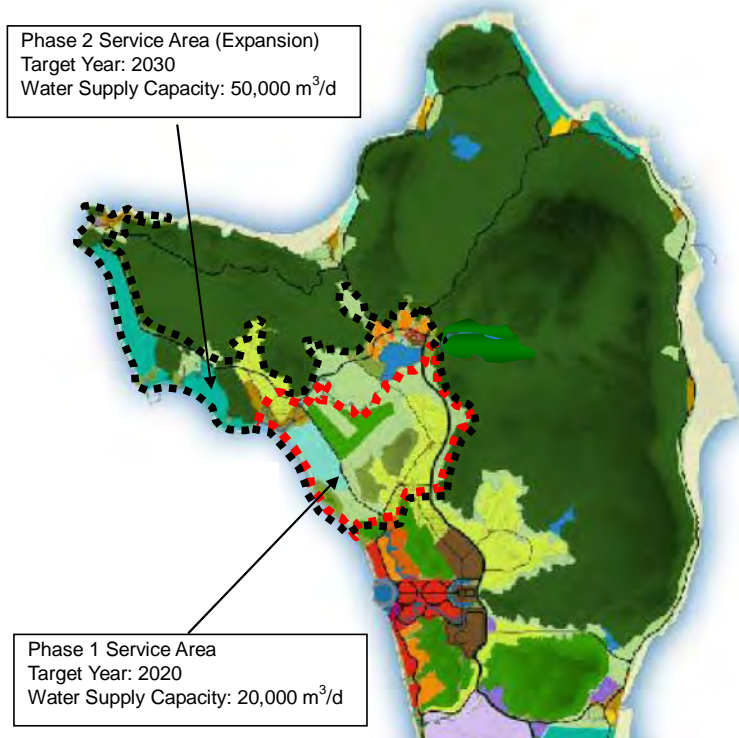 Phase 2 Service Area (Expansion)
Target Year: 2030
Water Supply Capacity: 50,000 m³/d
Phase 1 Service Area
Target Year: 2020
Water Supply Capacity: 20,000 m³/d